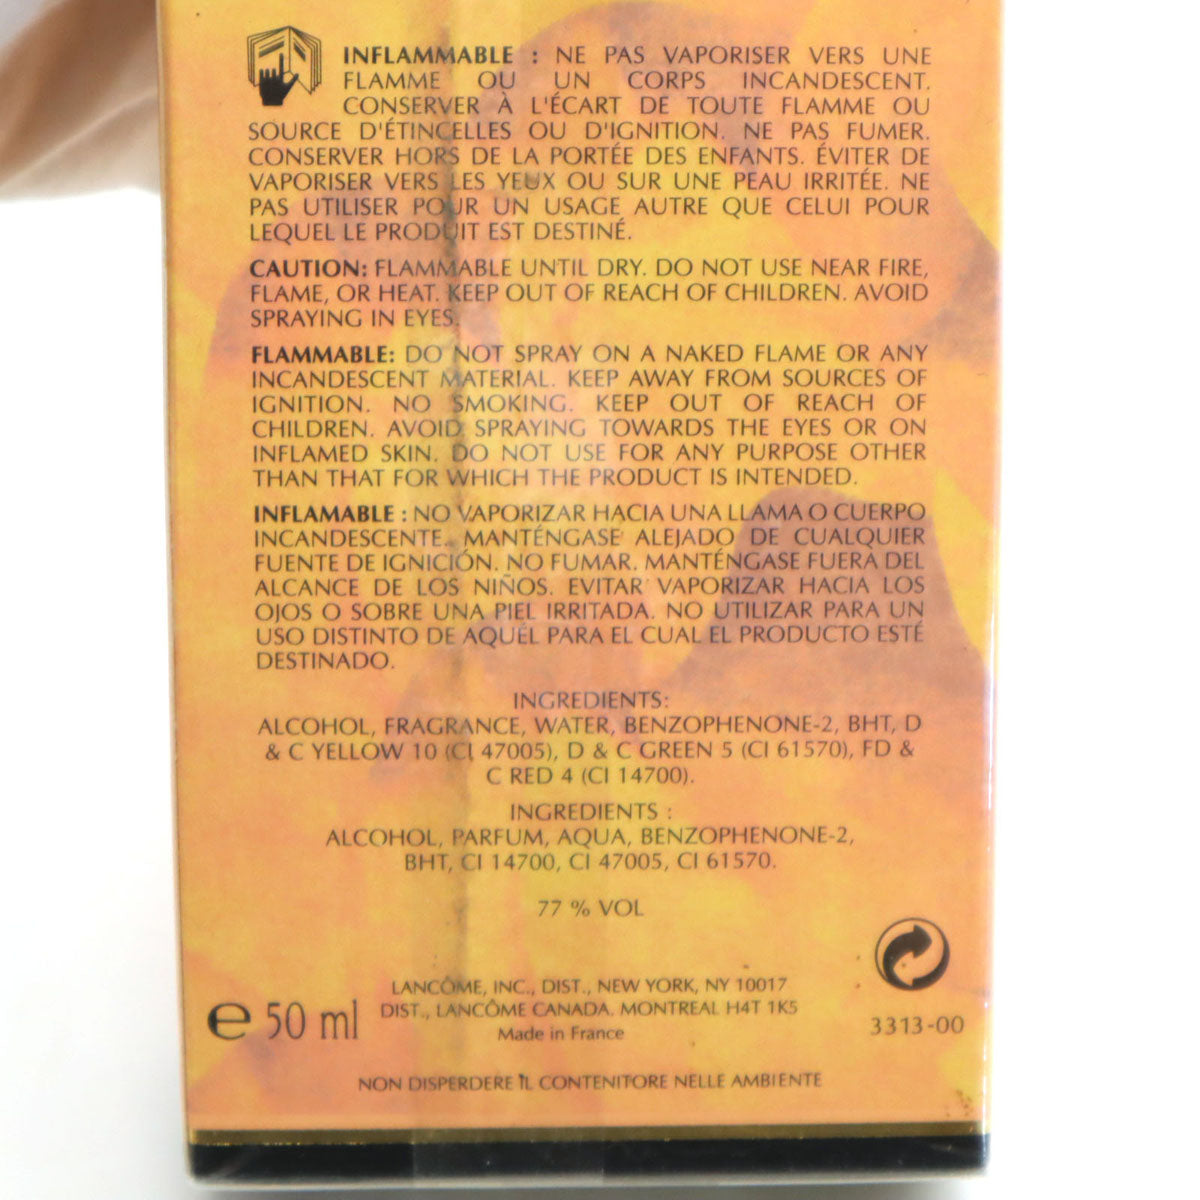 INFLAMMABLE : NE PAS VAPORISER VERS UNE
FLAMME OU UN CORPS INCANDESCENT.
CONSERVER À L'ÉCART DE TOUTE FLAMME OU
SOURCE D'ÉTINCELLES OU D'IGNITION. NE PAS FUMER.
CONSERVER HORS DE LA PORTÉE DES ENFANTS. ÉVITER DE
VAPORISER VERS LES YEUX OU SUR UNE PEAU IRRITÉE. NE
PAS UTILISER POUR UN USAGE AUTRE QUE CELUI POUR
LEQUEL LE PRODUIT EST DESTINÉ.
CAUTION: FLAMMABLE UNTIL DRY. DO NOT USE NEAR FIRE,
FLAME, OR HEAT. KEEP OUT OF REACH OF CHILDREN. AVOID
SPRAYING IN EYES.
FLAMMABLE: DO NOT SPRAY ON A NAKED FLAME OR ANY
INCANDESCENT MATERIAL. KEEP AWAY FROM SOURCES OF
IGNITION. NO SMOKING. KEEP OUT OF REACH OF
CHILDREN. AVOID SPRAYING TOWARDS THE EYES OR ON
INFLAMED SKIN. DO NOT USE FOR ANY PURPOSE OTHER
THAN THAT FOR WHICH THE PRODUCT IS INTENDED.
INFLAMABLE : NO VAPORIZAR HACIA UNA LLAMA O CUERPO
INCANDESCENTE. MANTÉNGASE ALEJADO DE CUALQUIER
FUENTE DE IGNICIÓN. NO FUMAR. MANTÉNGASE FUERA DEL
ALCANCE DE LOS NIÑOS. EVITAR VAPORIZAR HACIA LOS
OJOS O SOBRE UNA PIEL IRRITADA. NO UTILIZAR PARA UN
USO DISTINTO DE AQUÉL PARA EL CUAL EL PRODUCTO ESTÉ
DESTINADO.
INGREDIENTS:
ALCOHOL, FRAGRANCE, WATER, BENZOPHENONE-2, BHT, D
& C YELLOW 10 (CI 47005), D & C GREEN 5 (CI 61570), FD &
C RED 4 (CI 14700).
INGREDIENTS :
ALCOHOL, PARFUM, AQUA, BENZOPHENONE-2,
BHT, CI 14700, CI 47005, CI 61570.
77 % VOL
LANCÔME, INC., DIST., NEW YORK, NY 10017
DIST., LANCÔME CANADA. MONTREAL H4T 1K5
Made in France
℮ 50 ml
3313-00
NON DISPERDERE IL CONTENITORE NELLE AMBIENTE